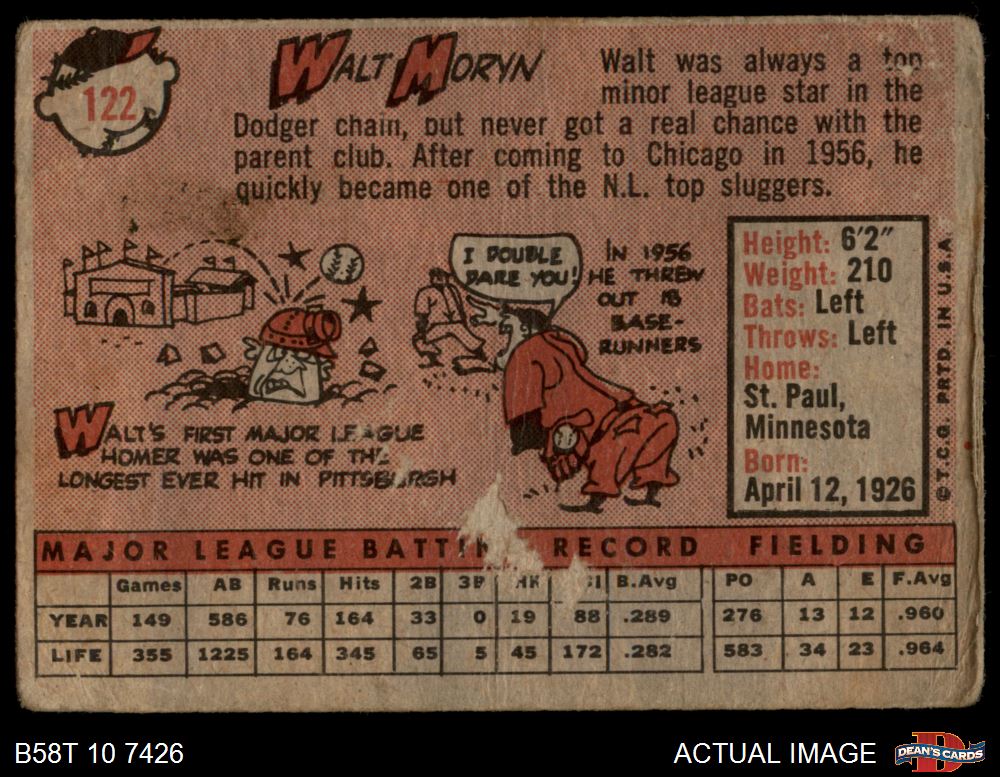 122
WALT MORYN
Walt was always a top
minor league star in the
Dodger chain, but never got a real chance with the
parent club. After coming to Chicago in 1956, he
quickly became one of the N.L. top sluggers.
I DOUBLE
DARE YOU!
IN 1956
HE THREW
OUT 18
BASE-
RUNNERS
WALT'S FIRST MAJOR LEAGUE
HOMER WAS ONE OF THE
LONGEST EVER HIT IN PITTSBURGH
Height: 6'2"
Weight: 210
Bats: Left
Throws: Left
Home:
St. Paul,
Minnesota
Born:
April 12, 1926
© T.C.G. PRTD. IN U.S.A.
MAJOR LEAGUE BATTING RECORD FIELDING
Games AB Runs Hits 2B 3B HR RBI B.Avg PO A E F.Avg
YEAR 149 586 76 164 33 0 19 88 .289 276 13 12 .960
LIFE 355 1225 164 345 65 5 45 172 .282 583 34 23 .964
B58T 10 7426 ACTUAL IMAGE DEAN'S CARDS